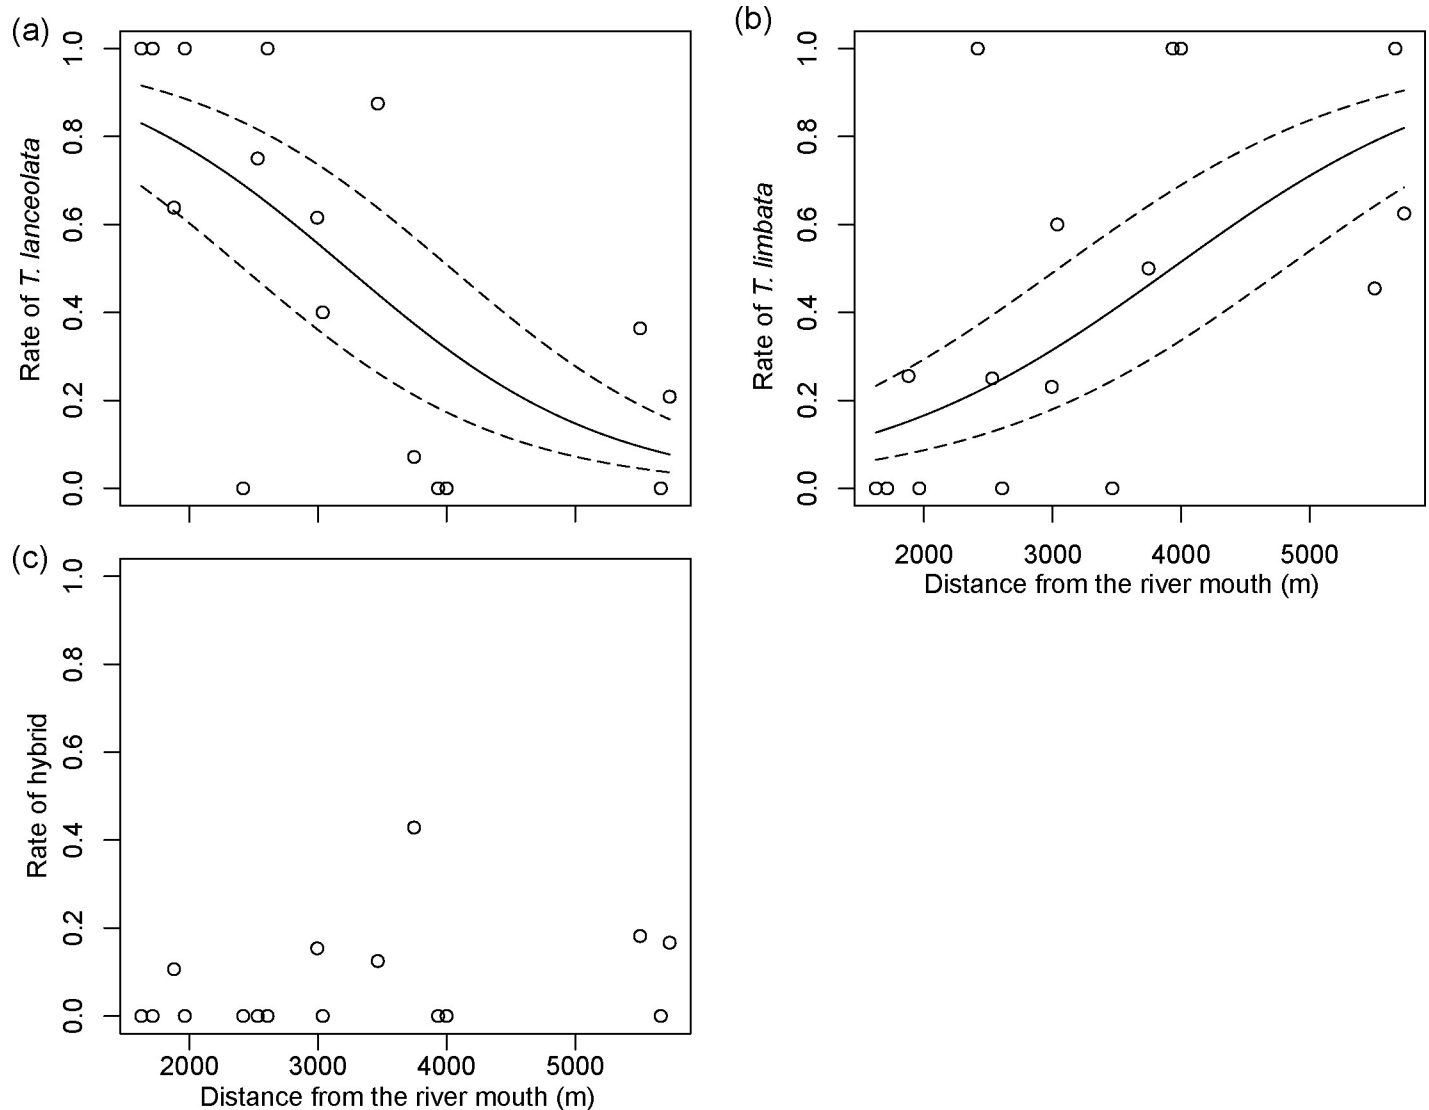 (a)
Rate of T. lanceolata
1.0
0.8
0.6
0.4
0.2
0.0
(b)
Rate of T. limbata
1.0
0.8
0.6
0.4
0.2
0.0
2000 3000 4000 5000
Distance from the river mouth (m)
(c)
Rate of hybrid
1.0
0.8
0.6
0.4
0.2
0.0
2000 3000 4000 5000
Distance from the river mouth (m)